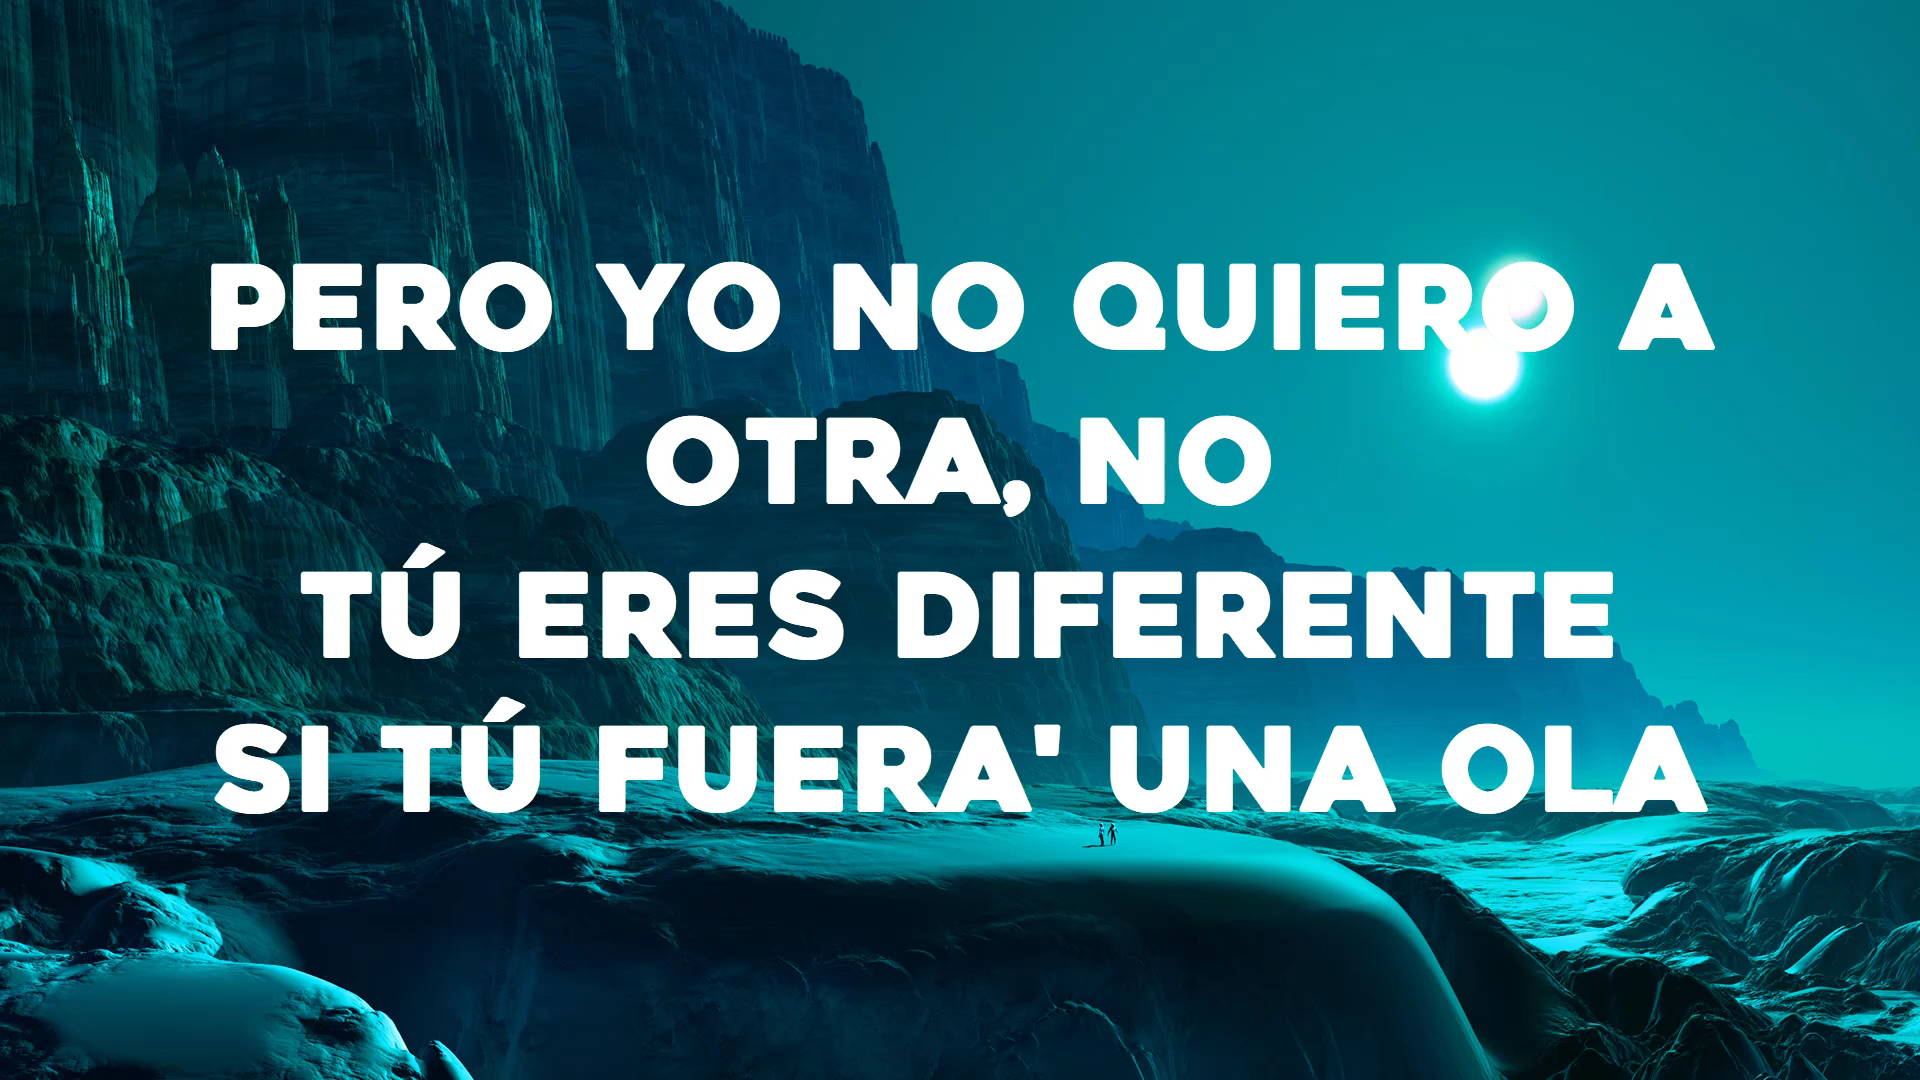 PERO YO NO QUIERO A
OTRA, NO
TÚ ERES DIFERENTE
SI TÚ FUERA' UNA OLA